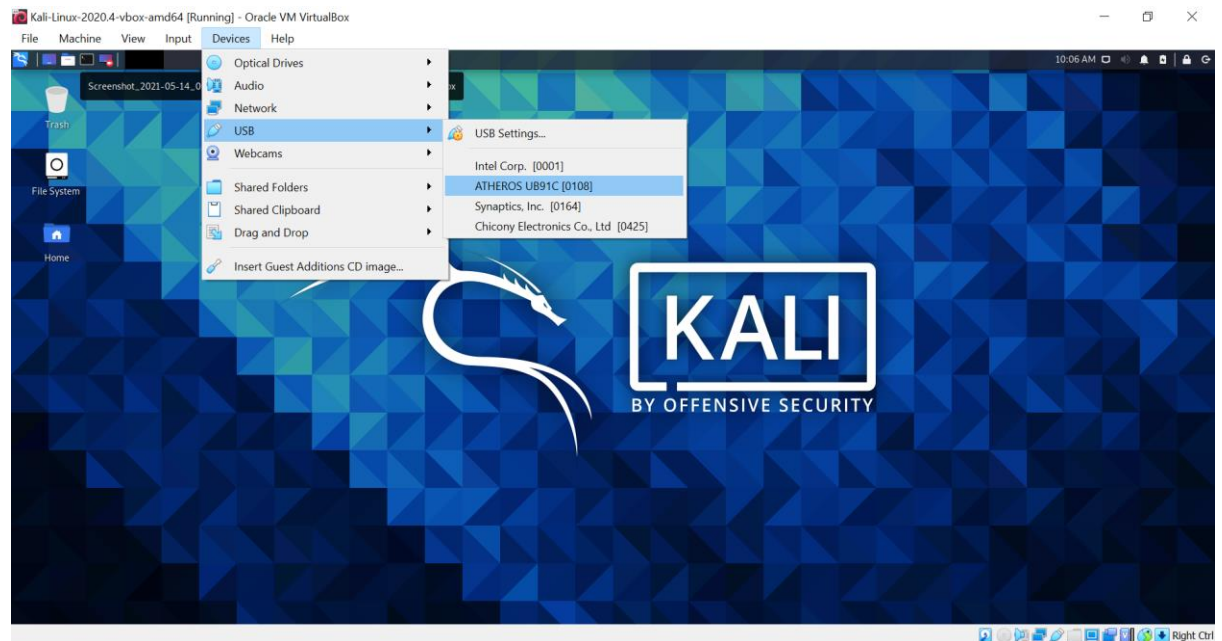 Kali-Linux-2020.4-vbox-amd64 [Running] - Oracle VM VirtualBox
File Machine View Input Devices Help
10:06 AM
Screenshot_2021-05-14_0
Trash
File System
Home
Optical Drives
Audio
Network
USB
Webcams
Shared Folders
Shared Clipboard
Drag and Drop
Insert Guest Additions CD image...
USB Settings...
Intel Corp. [0001]
ATHEROS UB91C [0108]
Synaptics, Inc. [0164]
Chicony Electronics Co., Ltd [0425]
KALI
BY OFFENSIVE SECURITY
Right Ctrl